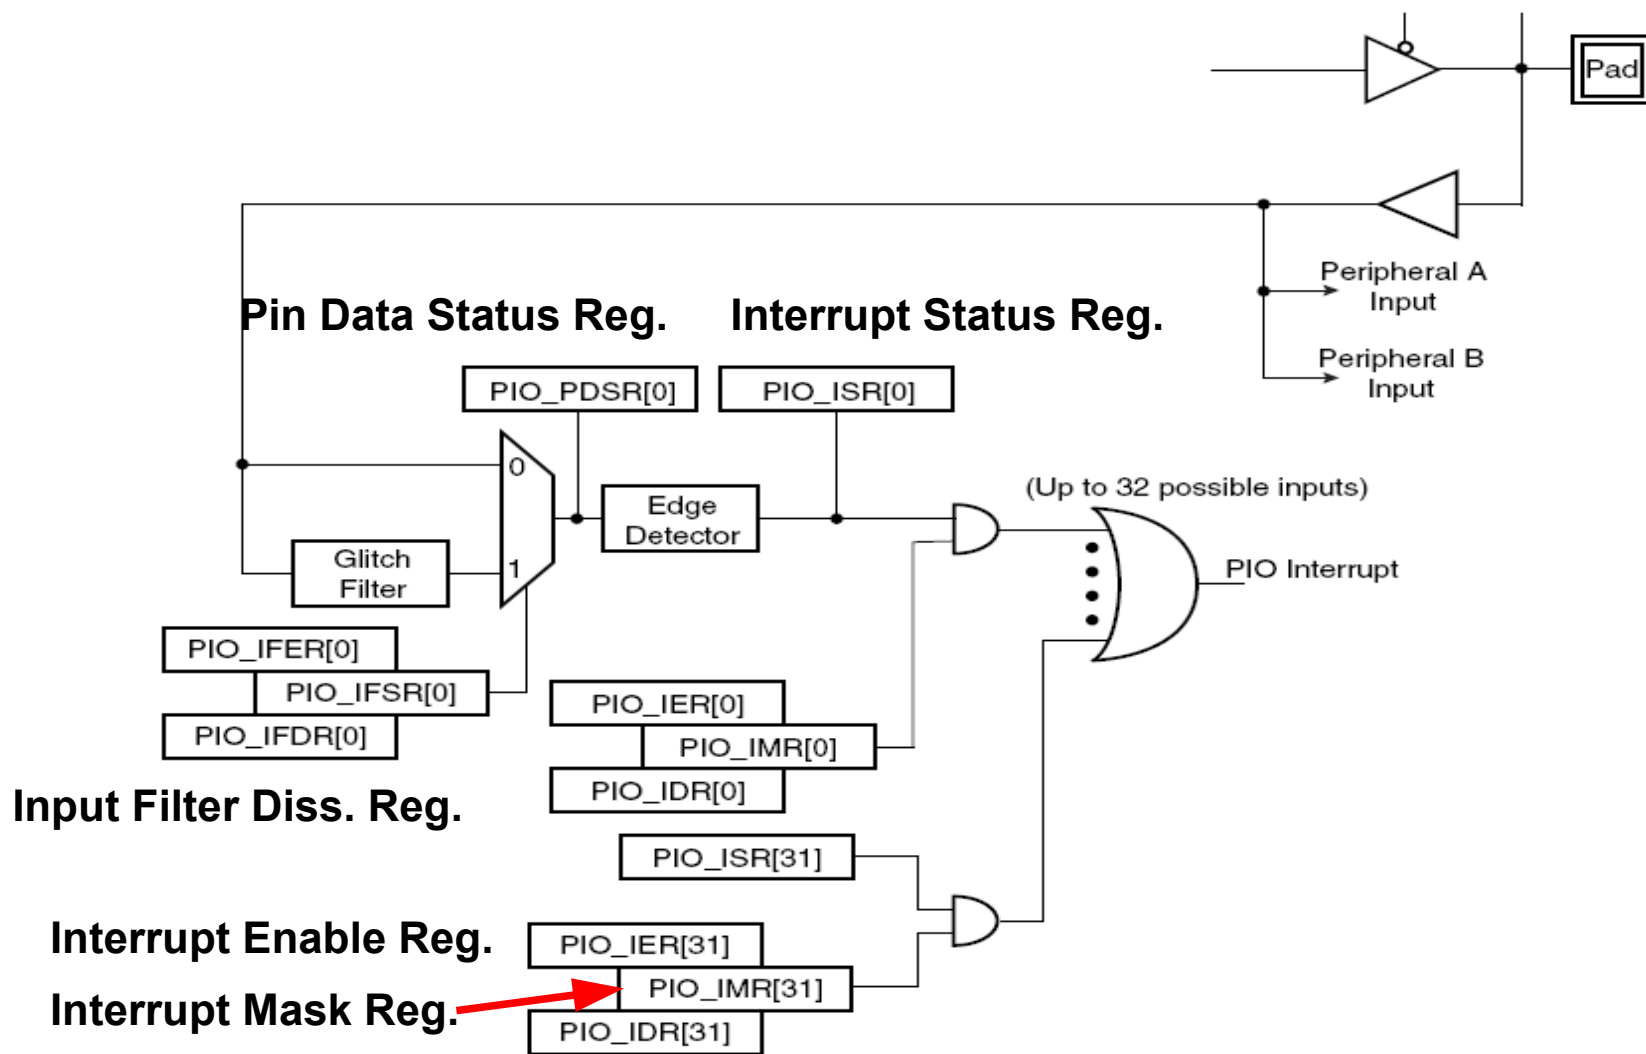 Pad
Peripheral A
Input
Pin Data Status Reg.
Interrupt Status Reg.
Peripheral B
Input
PIO_PDSR[0]
PIO_ISR[0]
0
(Up to 32 possible inputs)
Edge
Detector
Glitch
Filter
1
PIO Interrupt
PIO_IFER[0]
PIO_IFSR[0]
PIO_IFDR[0]
PIO_IER[0]
PIO_IMR[0]
PIO_IDR[0]
Input Filter Diss. Reg.
PIO_ISR[31]
Interrupt Enable Reg.
PIO_IER[31]
Interrupt Mask Reg.
PIO_IMR[31]
PIO_IDR[31]